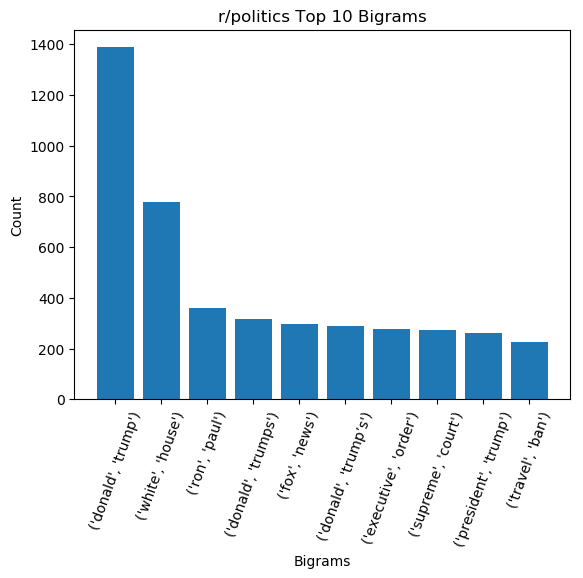 r/politics Top 10 Bigrams
Count
1400
1200
1000
800
600
400
200
0
('donald', 'trump')
('white', 'house')
('ron', 'paul')
('donald', 'trumps')
('fox', 'news')
('donald', 'trump’s')
('executive', 'order')
('supreme', 'court')
('president', 'trump')
('travel', 'ban')
Bigrams